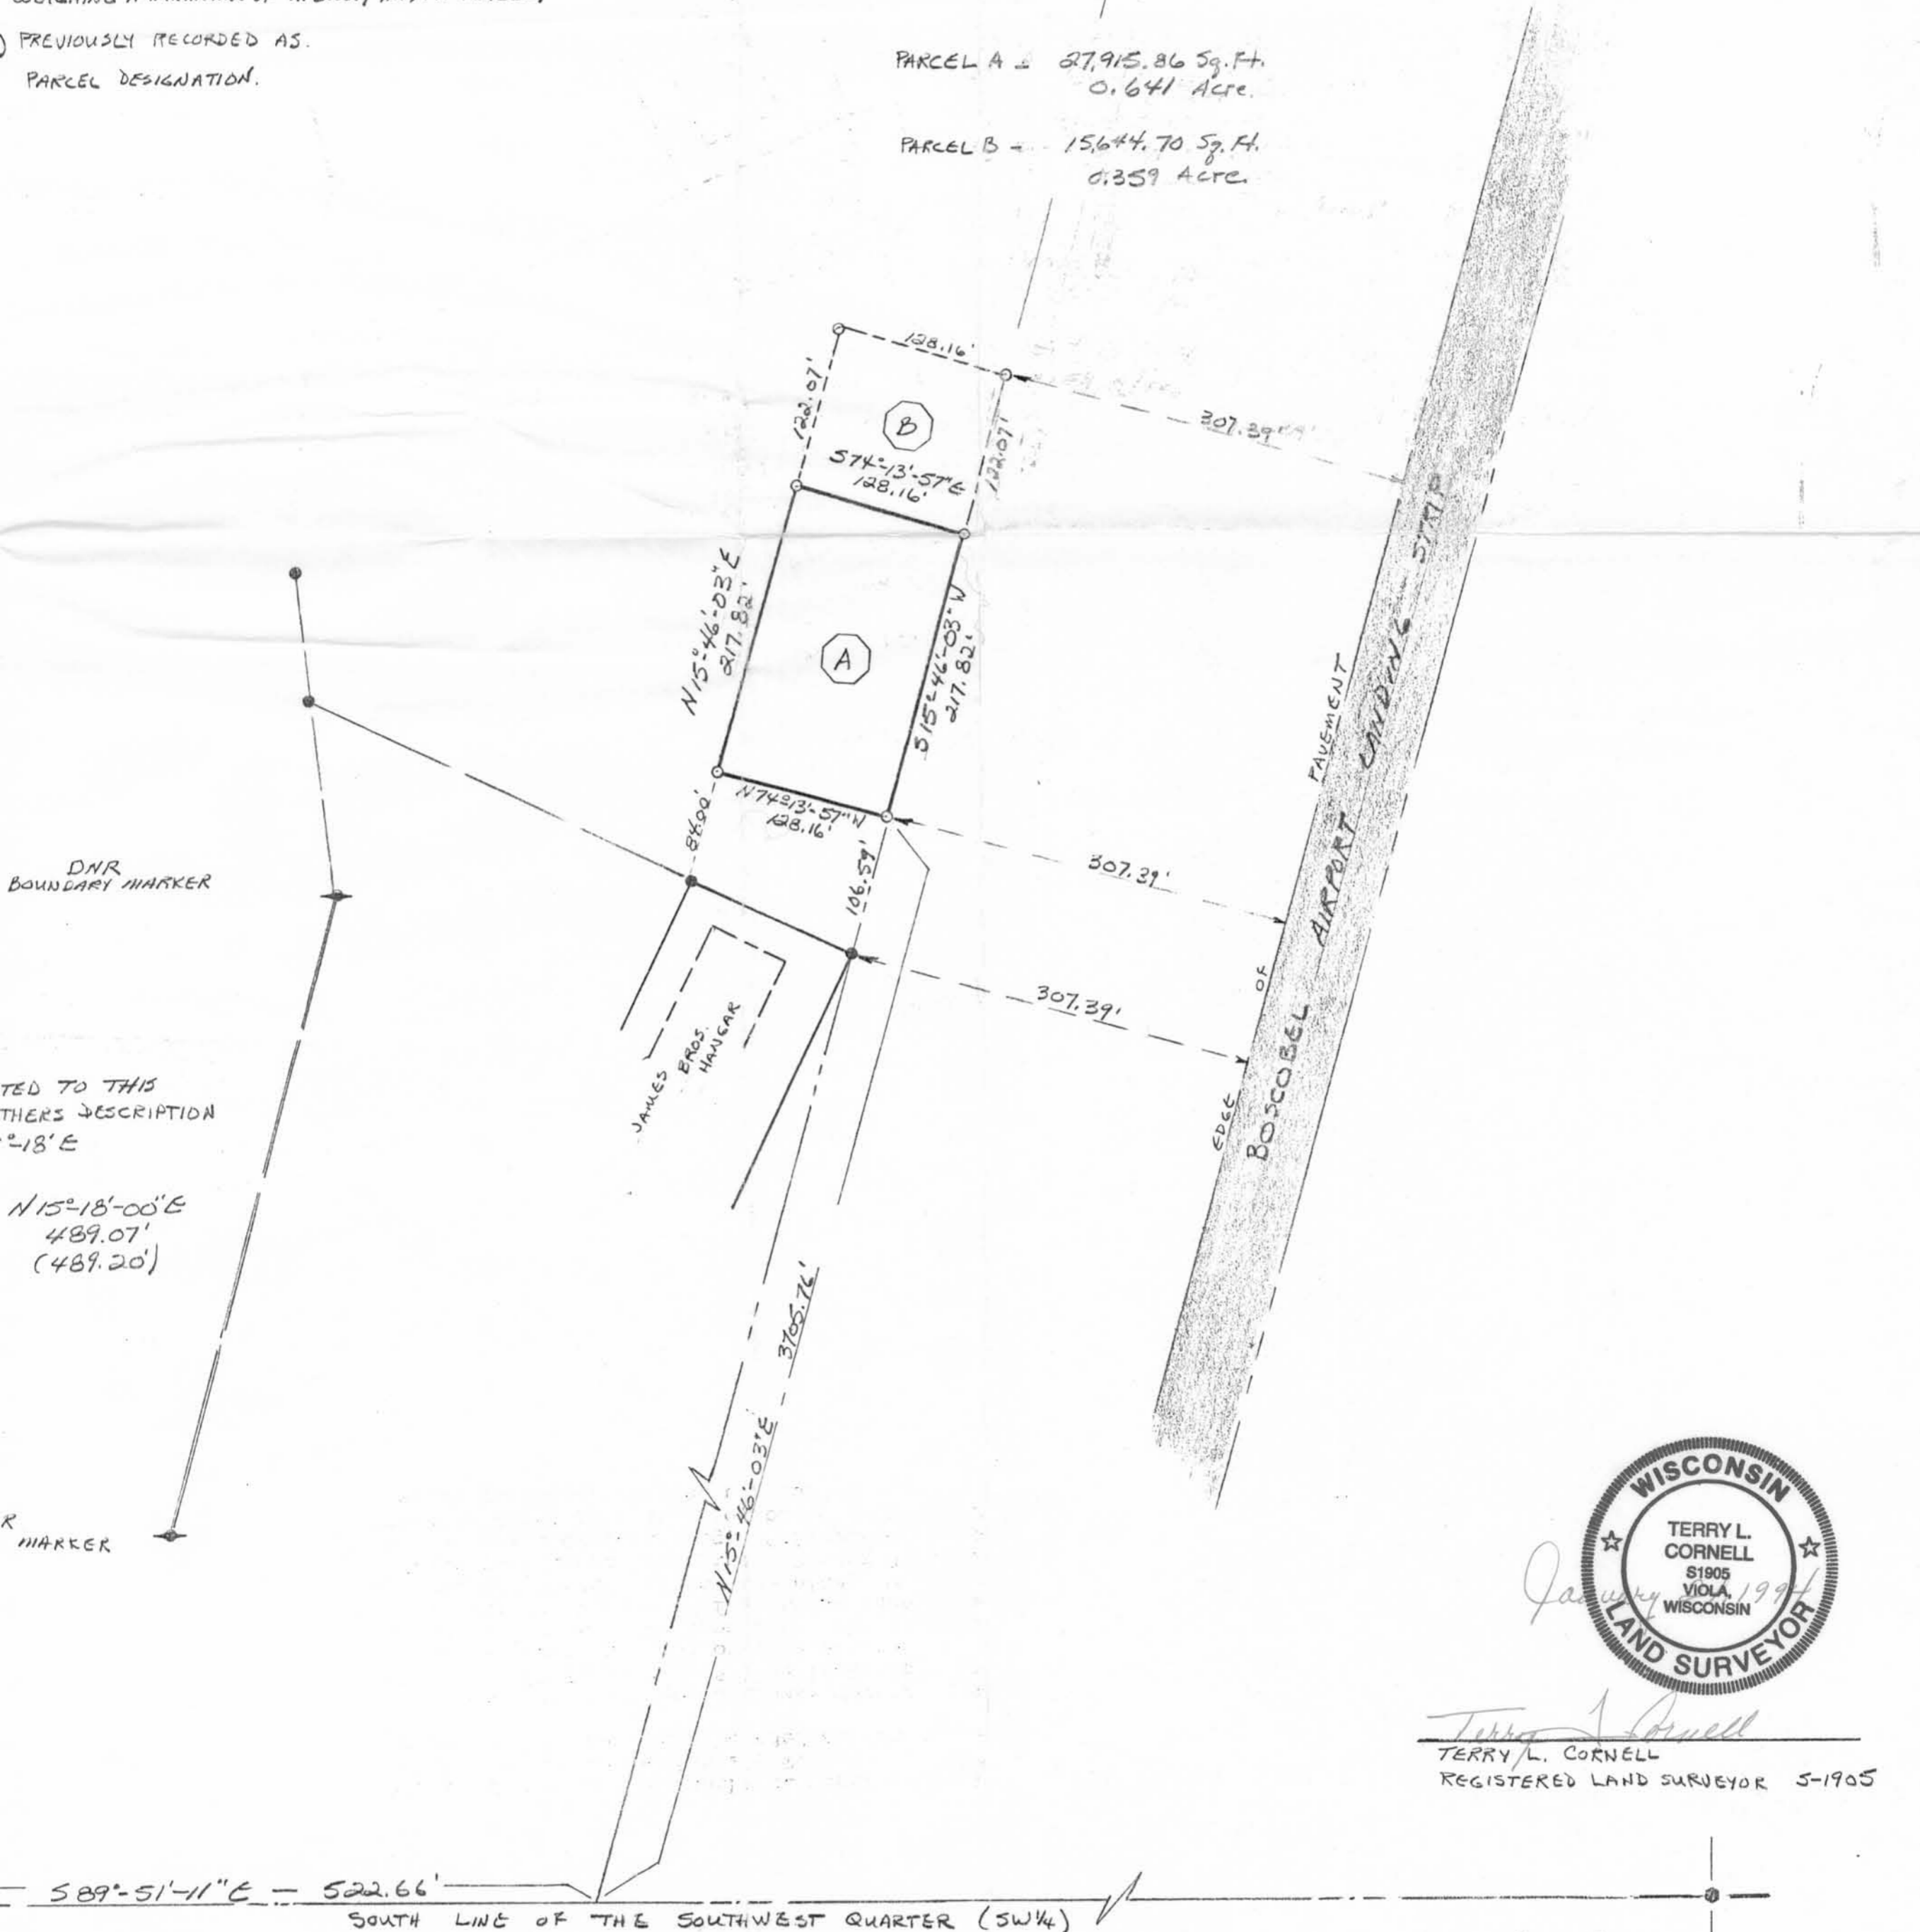 PREVIOUSLY RECORDED AS.
PARCEL DESIGNATION.
PARCEL A = 27,915.86 Sq. Ft.
0.641 Acre.
PARCEL B - 15,644.70 Sq. Ft.
0.359 Acre.
128.16'
122.07'
B
122.07'
S74°-13'-57"E
128.16'
307.39'
N15°-46'-03"E
217.82'
A
S15°-46'-03"W
217.82'
N74°-13'-57"W
128.16'
84.00'
106.59'
307.39'
307.39'
EDGE OF PAVEMENT
BOSCOBEL AIRPORT LANDING STRIP
DNR
BOUNDARY MARKER
JAMES BROS.
HANGAR
TED TO THIS
THERS DESCRIPTION
°-18' E
N15°-18'-00"E
489.07'
(489.20')
R
MARKER
N15°-46'-03"E 3705.76'
WISCONSIN
TERRY L.
CORNELL
S1905
VIOLA,
WISCONSIN
LAND SURVEYOR
January 1994
Terry L Cornell
TERRY L. CORNELL
REGISTERED LAND SURVEYOR S-1905
S89°-51'-11"E - 522.66'
SOUTH LINE OF THE SOUTHWEST QUARTER (SW1/4)